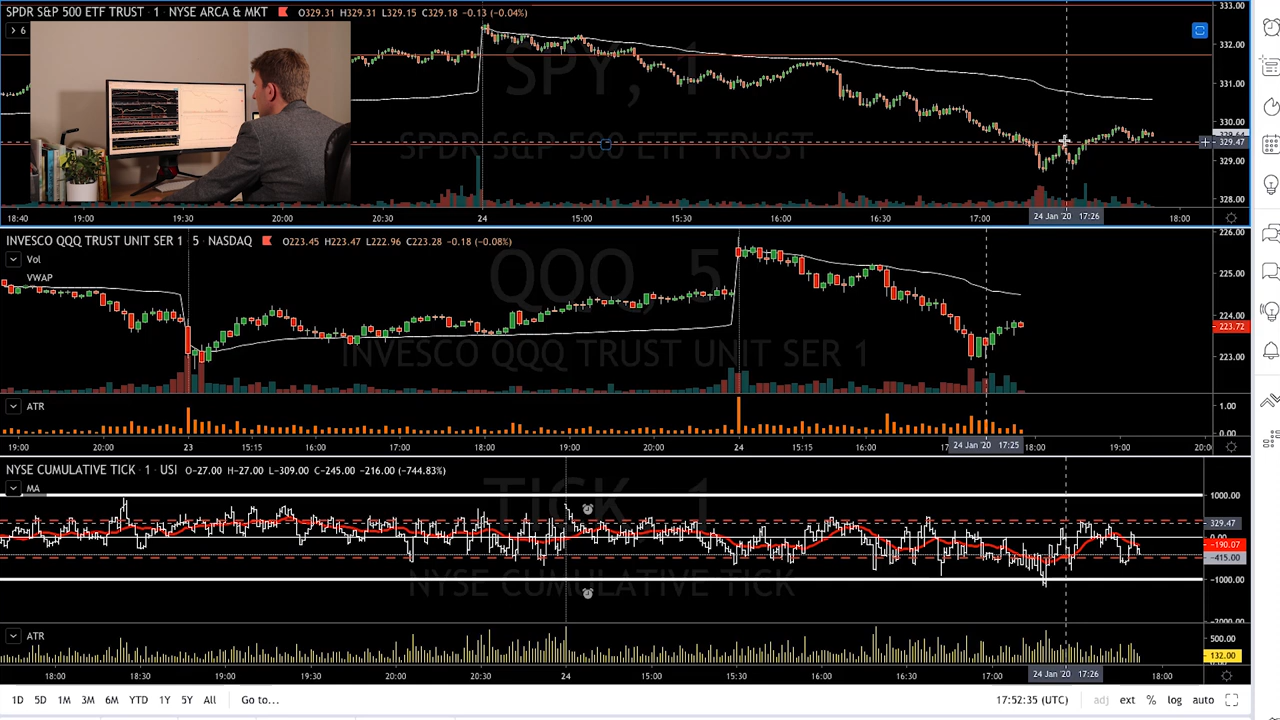 SPDR S&P 500 ETF TRUST · 1 · NYSE ARCA & MKT O329.31 H329.31 L329.15 C329.18 -0.13 (-0.04%)
6
SPY, 1
SPDR S&P 500 ETF TRUST
333.00
332.00
331.00
330.00
329.47
329.00
328.00
18:40 19:00 19:30 20:00 20:30 24 15:00 15:30 16:00 16:30 17:00 24 Jan '20 17:26 18:00
INVESCO QQQ TRUST UNIT SER 1 · 5 · NASDAQ O223.45 H223.47 L222.96 C223.28 -0.18 (-0.08%)
Vol
VWAP
QQQ, 5
INVESCO QQQ TRUST UNIT SER 1
226.00
225.00
224.00
223.72
223.00
ATR
1.00
0.00
19:00 20:00 23 15:15 16:00 17:00 18:00 19:00 20:00 24 15:15 16:00 24 Jan '20 17:25 18:00 19:00 20:0
NYSE CUMULATIVE TICK · 1 · USI O-27.00 H-27.00 L-309.00 C-245.00 -216.00 (-744.83%)
MA
TICK, 1
NYSE CUMULATIVE TICK
1000.00
329.47
0.00
-190.07
-415.00
-1000.00
-2000.00
ATR
500.00
132.00
18:00 18:30 19:00 19:30 20:00 20:30 24 15:00 15:30 16:00 16:30 17:00 24 Jan '20 17:26 18:00
1D 5D 1M 3M 6M YTD 1Y 5Y All Go to... 17:52:35 (UTC) adj ext % log auto